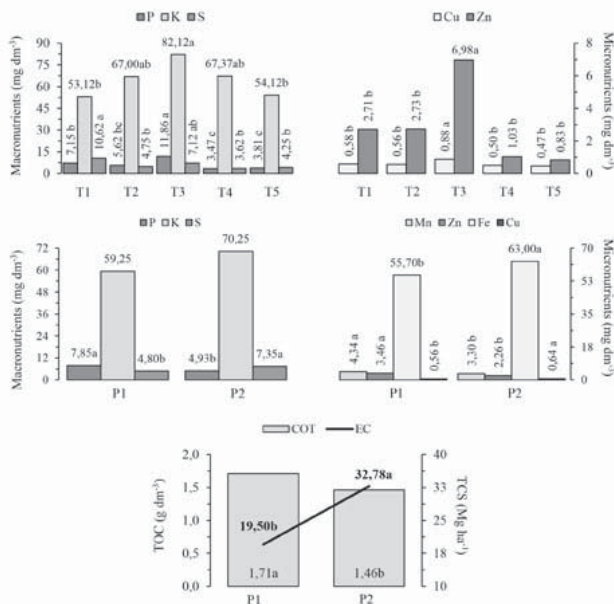 P K S
Macronutrients (mg dm⁻³)
90
75
60
45
30
15
0
7,15 b
53,12b
10,62 a
5,62 bc
67,00ab
4,75 b
11,86 a
82,12a
7,12 ab
3,47 c
67,37ab
3,62 b
3,81 c
54,12b
4,25 b
T1 T2 T3 T4 T5
Cu Zn
0,58 b
2,71 b
0,56 b
2,73 b
0,88 a
6,98a
0,50 b
1,03 b
0,47 b
0,83 b
T1 T2 T3 T4 T5
8
6
4
2
0
Micronutrients (mg dm⁻³)
P K S
Macronutrients (mg dm⁻³)
72
60
48
36
24
12
0
7,85a
59,25
4,80b
4,93b
70,25
7,35a
P1 P2
Mn Zn Fe Cu
4,34 a
3,46 a
55,70b
0,56 b
3,30 b
2,26 b
63,00a
0,64 a
P1 P2
70
53
35
18
0
Micronutrients (mg dm⁻³)
COT EC
TOC (g dm⁻³)
2,0
1,5
1,0
0,5
0,0
19,50b
32,78a
1,71a
1,46b
P1 P2
40
33
25
18
10
TCS (Mg ha⁻¹)